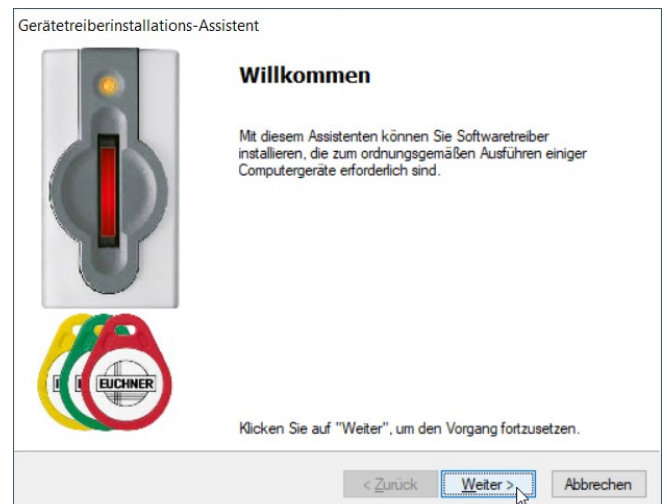 Gerätetreiberinstallations-Assistent
Willkommen
Mit diesem Assistenten können Sie Softwaretreiber
installieren, die zum ordnungsgemäßen Ausführen einiger
Computergeräte erforderlich sind.
EUCHNER
Klicken Sie auf "Weiter", um den Vorgang fortzusetzen.
< Zurück
Weiter >
Abbrechen